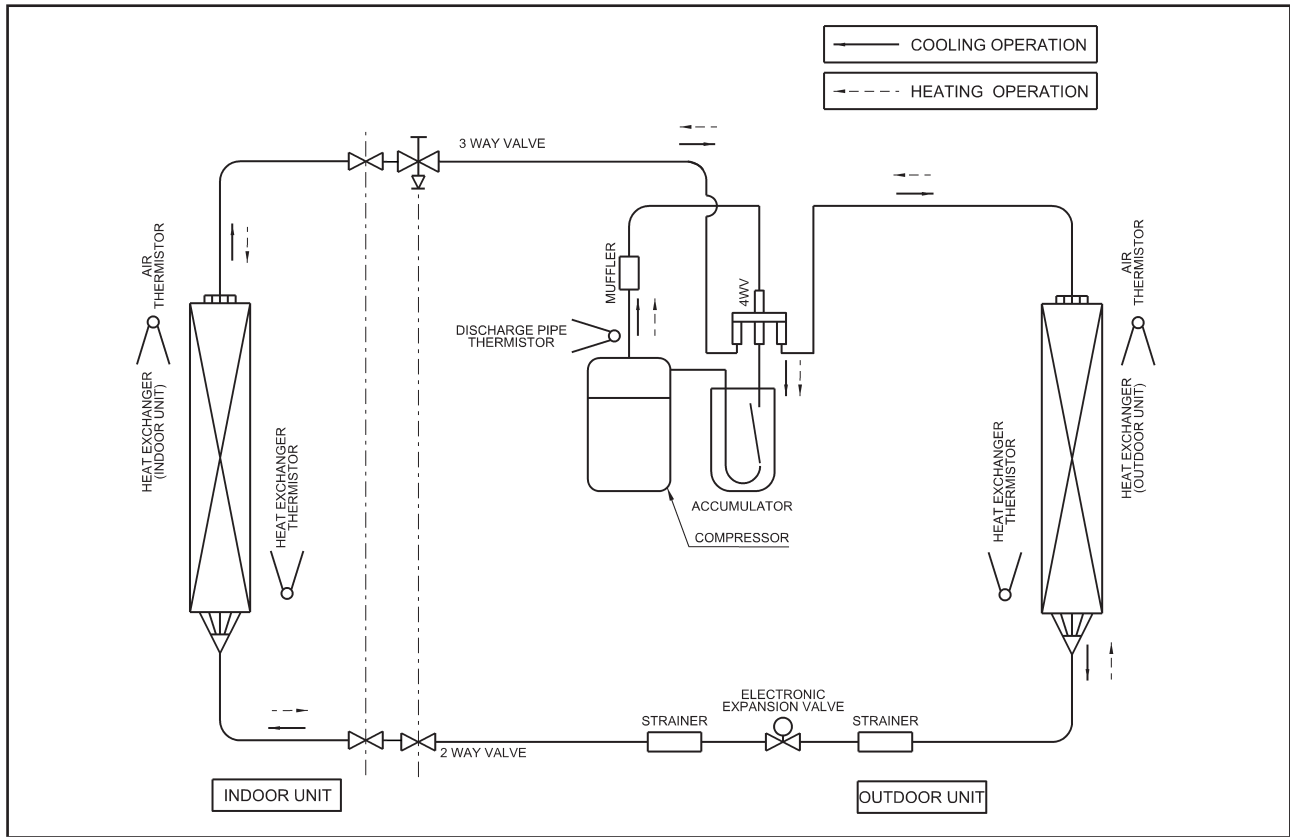 COOLING OPERATION
HEATING OPERATION
3 WAY VALVE
AIR
THERMISTOR
HEAT EXCHANGER
(INDOOR UNIT)
HEAT EXCHANGER
THERMISTOR
MUFFLER
DISCHARGE PIPE
THERMISTOR
4WV
ACCUMULATOR
COMPRESSOR
AIR
THERMISTOR
HEAT EXCHANGER
(OUTDOOR UNIT)
HEAT EXCHANGER
THERMISTOR
2 WAY VALVE
STRAINER
ELECTRONIC
EXPANSION VALVE
STRAINER
INDOOR UNIT
OUTDOOR UNIT